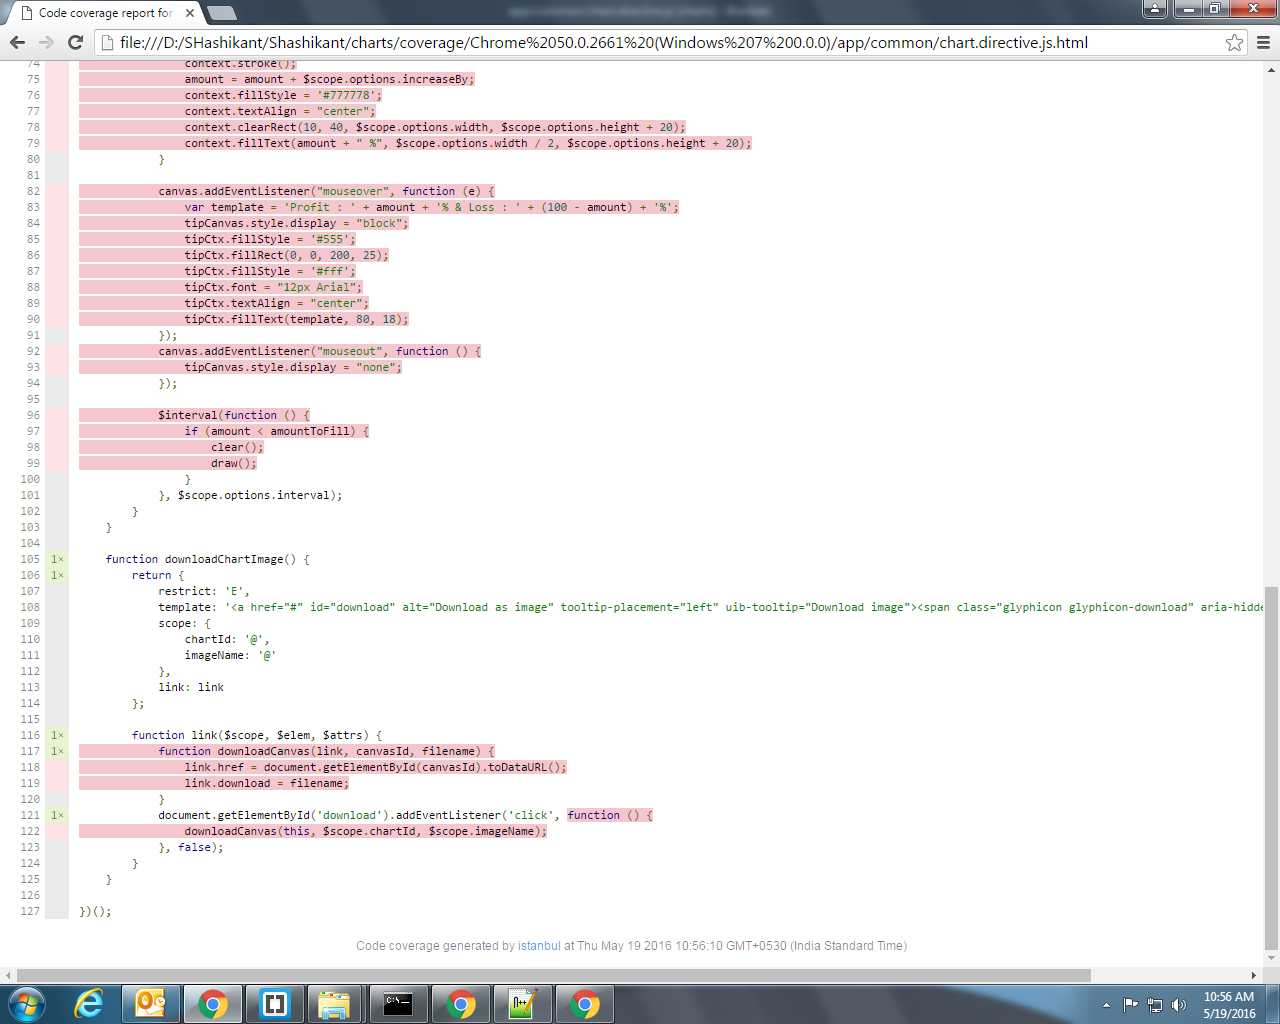 Code coverage report for
file:///D:/SHashikant/Shashikant/charts/coverage/Chrome%2050.0.2661%20(Windows%207%200.0.0)/app/common/chart.directive.js.html
74 context.stroke();
75 amount = amount + $scope.options.increaseBy;
76 context.fillStyle = '#777778';
77 context.textAlign = "center";
78 context.clearRect(10, 40, $scope.options.width, $scope.options.height + 20);
79 context.fillText(amount + " %", $scope.options.width / 2, $scope.options.height + 20);
80 }
81
82 canvas.addEventListener("mouseover", function (e) {
83 var template = 'Profit : ' + amount + '% & Loss : ' + (100 - amount) + '%';
84 tipCanvas.style.display = "block";
85 tipCtx.fillStyle = '#555';
86 tipCtx.fillRect(0, 0, 200, 25);
87 tipCtx.fillStyle = '#fff';
88 tipCtx.font = "12px Arial";
89 tipCtx.textAlign = "center";
90 tipCtx.fillText(template, 80, 18);
91 });
92 canvas.addEventListener("mouseout", function () {
93 tipCanvas.style.display = "none";
94 });
95
96 $interval(function () {
97 if (amount < amountToFill) {
98 clear();
99 draw();
100 }
101 }, $scope.options.interval);
102 }
103 }
104
105 1× function downloadChartImage() {
106 1× return {
107 restrict: 'E',
108 template: '<a href="#" id="download" alt="Download as image" tooltip-placement="left" uib-tooltip="Download image"><span class="glyphicon glyphicon-download" aria-hidde
109 scope: {
110 chartId: '@',
111 imageName: '@'
112 },
113 link: link
114 };
115
116 1× function link($scope, $elem, $attrs) {
117 1× function downloadCanvas(link, canvasId, filename) {
118 link.href = document.getElementById(canvasId).toDataURL();
119 link.download = filename;
120 }
121 1× document.getElementById('download').addEventListener('click', function () {
122 downloadCanvas(this, $scope.chartId, $scope.imageName);
123 }, false);
124 }
125 }
126
127 })();
Code coverage generated by istanbul at Thu May 19 2016 10:56:10 GMT+0530 (India Standard Time)
10:56 AM
5/19/2016